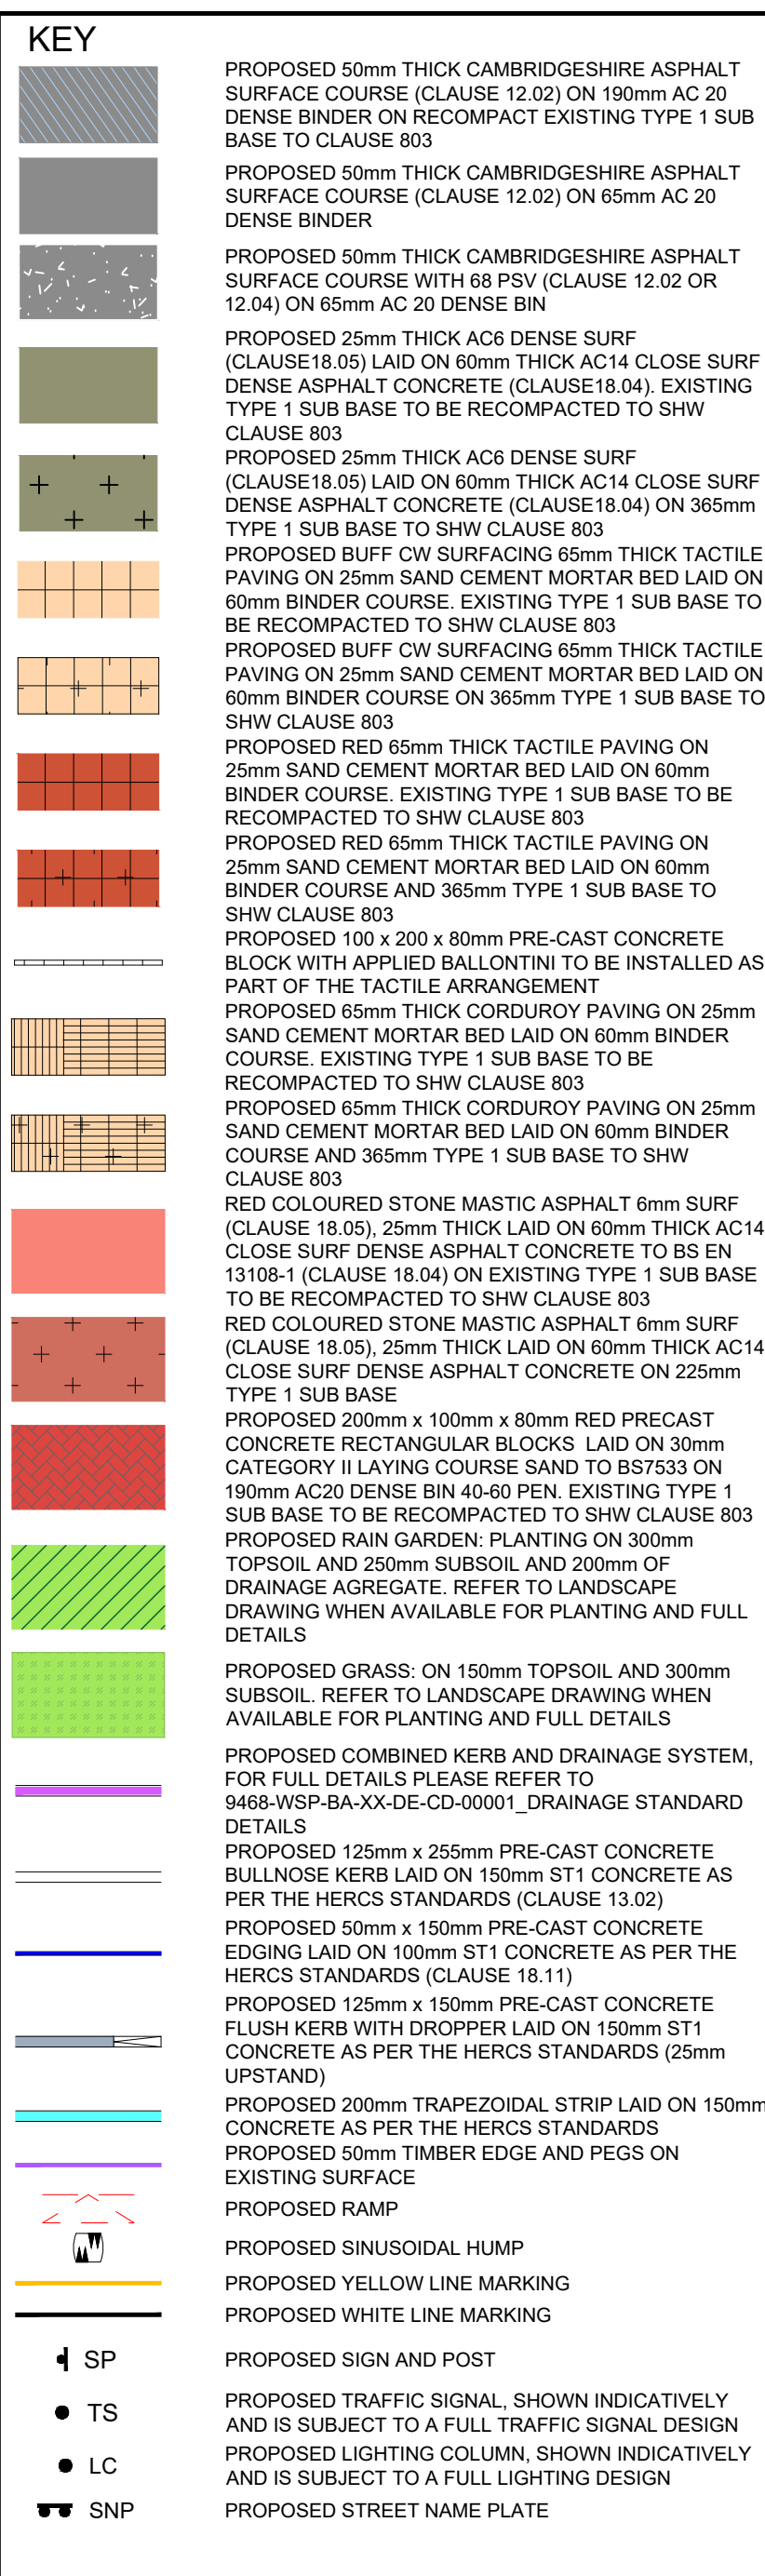 KEY
PROPOSED 50mm THICK CAMBRIDGESHIRE ASPHALT
SURFACE COURSE (CLAUSE 12.02) ON 190mm AC 20
DENSE BINDER ON RECOMPACT EXISTING TYPE 1 SUB
BASE TO CLAUSE 803
PROPOSED 50mm THICK CAMBRIDGESHIRE ASPHALT
SURFACE COURSE (CLAUSE 12.02) ON 65mm AC 20
DENSE BINDER
PROPOSED 50mm THICK CAMBRIDGESHIRE ASPHALT
SURFACE COURSE WITH 68 PSV (CLAUSE 12.02 OR
12.04) ON 65mm AC 20 DENSE BIN
PROPOSED 25mm THICK AC6 DENSE SURF
(CLAUSE18.05) LAID ON 60mm THICK AC14 CLOSE SURF
DENSE ASPHALT CONCRETE (CLAUSE18.04). EXISTING
TYPE 1 SUB BASE TO BE RECOMPACTED TO SHW
CLAUSE 803
PROPOSED 25mm THICK AC6 DENSE SURF
(CLAUSE18.05) LAID ON 60mm THICK AC14 CLOSE SURF
DENSE ASPHALT CONCRETE (CLAUSE18.04) ON 365mm
TYPE 1 SUB BASE TO SHW CLAUSE 803
PROPOSED BUFF CW SURFACING 65mm THICK TACTILE
PAVING ON 25mm SAND CEMENT MORTAR BED LAID ON
60mm BINDER COURSE. EXISTING TYPE 1 SUB BASE TO
BE RECOMPACTED TO SHW CLAUSE 803
PROPOSED BUFF CW SURFACING 65mm THICK TACTILE
PAVING ON 25mm SAND CEMENT MORTAR BED LAID ON
60mm BINDER COURSE ON 365mm TYPE 1 SUB BASE TO
SHW CLAUSE 803
PROPOSED RED 65mm THICK TACTILE PAVING ON
25mm SAND CEMENT MORTAR BED LAID ON 60mm
BINDER COURSE. EXISTING TYPE 1 SUB BASE TO BE
RECOMPACTED TO SHW CLAUSE 803
PROPOSED RED 65mm THICK TACTILE PAVING ON
25mm SAND CEMENT MORTAR BED LAID ON 60mm
BINDER COURSE AND 365mm TYPE 1 SUB BASE TO
SHW CLAUSE 803
PROPOSED 100 x 200 x 80mm PRE-CAST CONCRETE
BLOCK WITH APPLIED BALLONTINI TO BE INSTALLED AS
PART OF THE TACTILE ARRANGEMENT
PROPOSED 65mm THICK CORDUROY PAVING ON 25mm
SAND CEMENT MORTAR BED LAID ON 60mm BINDER
COURSE. EXISTING TYPE 1 SUB BASE TO BE
RECOMPACTED TO SHW CLAUSE 803
PROPOSED 65mm THICK CORDUROY PAVING ON 25mm
SAND CEMENT MORTAR BED LAID ON 60mm BINDER
COURSE AND 365mm TYPE 1 SUB BASE TO SHW
CLAUSE 803
RED COLOURED STONE MASTIC ASPHALT 6mm SURF
(CLAUSE 18.05), 25mm THICK LAID ON 60mm THICK AC14
CLOSE SURF DENSE ASPHALT CONCRETE TO BS EN
13108-1 (CLAUSE 18.04) ON EXISTING TYPE 1 SUB BASE
TO BE RECOMPACTED TO SHW CLAUSE 803
RED COLOURED STONE MASTIC ASPHALT 6mm SURF
(CLAUSE 18.05), 25mm THICK LAID ON 60mm THICK AC14
CLOSE SURF DENSE ASPHALT CONCRETE ON 225mm
TYPE 1 SUB BASE
PROPOSED 200mm x 100mm x 80mm RED PRECAST
CONCRETE RECTANGULAR BLOCKS LAID ON 30mm
CATEGORY II LAYING COURSE SAND TO BS7533 ON
190mm AC20 DENSE BIN 40-60 PEN. EXISTING TYPE 1
SUB BASE TO BE RECOMPACTED TO SHW CLAUSE 803
PROPOSED RAIN GARDEN: PLANTING ON 300mm
TOPSOIL AND 250mm SUBSOIL AND 200mm OF
DRAINAGE AGREGATE. REFER TO LANDSCAPE
DRAWING WHEN AVAILABLE FOR PLANTING AND FULL
DETAILS
PROPOSED GRASS: ON 150mm TOPSOIL AND 300mm
SUBSOIL. REFER TO LANDSCAPE DRAWING WHEN
AVAILABLE FOR PLANTING AND FULL DETAILS
PROPOSED COMBINED KERB AND DRAINAGE SYSTEM,
FOR FULL DETAILS PLEASE REFER TO
9468-WSP-BA-XX-DE-CD-00001_DRAINAGE STANDARD
DETAILS
PROPOSED 125mm x 255mm PRE-CAST CONCRETE
BULLNOSE KERB LAID ON 150mm ST1 CONCRETE AS
PER THE HERCS STANDARDS (CLAUSE 13.02)
PROPOSED 50mm x 150mm PRE-CAST CONCRETE
EDGING LAID ON 100mm ST1 CONCRETE AS PER THE
HERCS STANDARDS (CLAUSE 18.11)
PROPOSED 125mm x 150mm PRE-CAST CONCRETE
FLUSH KERB WITH DROPPER LAID ON 150mm ST1
CONCRETE AS PER THE HERCS STANDARDS (25mm
UPSTAND)
PROPOSED 200mm TRAPEZOIDAL STRIP LAID ON 150mm
CONCRETE AS PER THE HERCS STANDARDS
PROPOSED 50mm TIMBER EDGE AND PEGS ON
EXISTING SURFACE
PROPOSED RAMP
PROPOSED SINUSOIDAL HUMP
PROPOSED YELLOW LINE MARKING
PROPOSED WHITE LINE MARKING
SP PROPOSED SIGN AND POST
TS PROPOSED TRAFFIC SIGNAL, SHOWN INDICATIVELY
AND IS SUBJECT TO A FULL TRAFFIC SIGNAL DESIGN
LC PROPOSED LIGHTING COLUMN, SHOWN INDICATIVELY
AND IS SUBJECT TO A FULL LIGHTING DESIGN
SNP PROPOSED STREET NAME PLATE